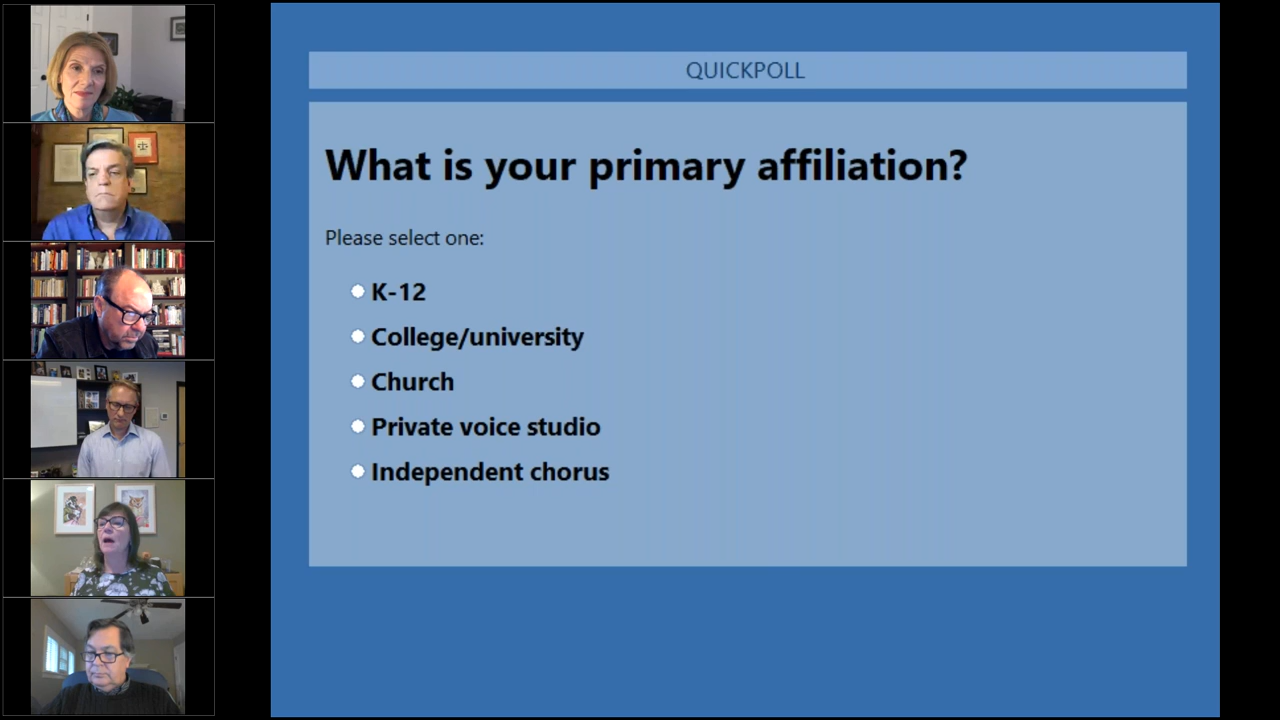 QUICKPOLL
What is your primary affiliation?
Please select one:
K-12
College/university
Church
Private voice studio
Independent chorus